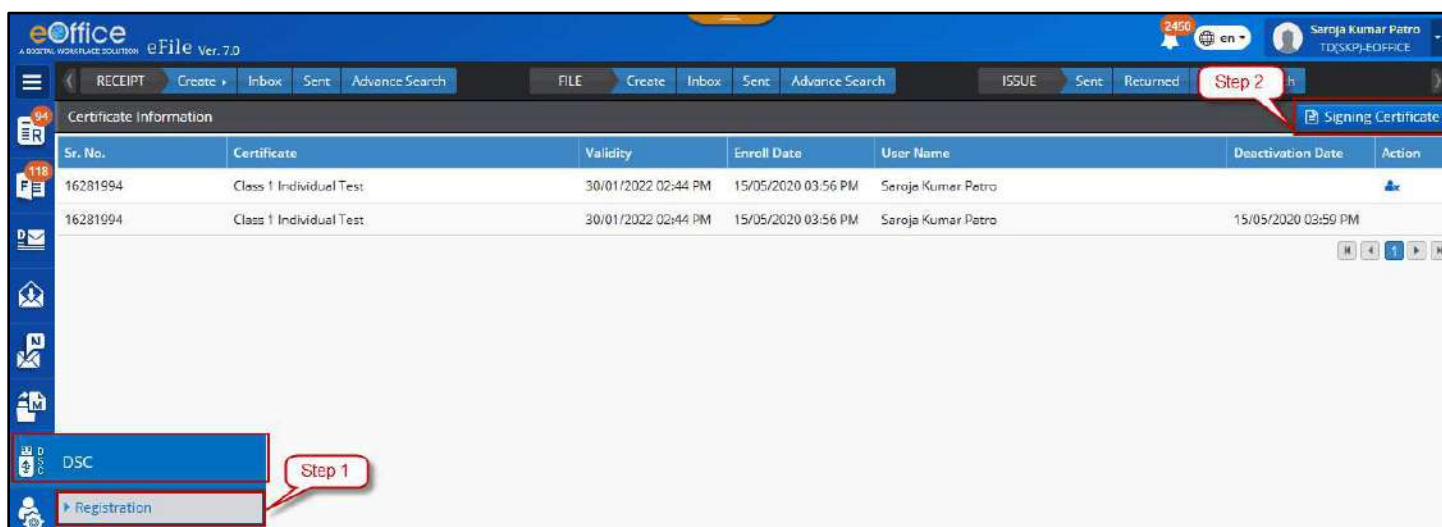 eOffice
A DIGITAL WORKPLACE SOLUTION eFile Ver. 7.0
2450
en
Saroja Kumar Patro
TD(SKP)-EOFFICE
RECEIPT Create Inbox Sent Advance Search FILE Create Inbox Sent Advance Search ISSUE Sent Returned
Step 2
94
R
Certificate Information
Signing Certificate
Sr. No. Certificate Validity Enroll Date User Name Deactivation Date Action
118
F
16281994 Class 1 Individual Test 30/01/2022 02:44 PM 15/05/2020 03:56 PM Saroja Kumar Patro
16281994 Class 1 Individual Test 30/01/2022 02:44 PM 15/05/2020 03:56 PM Saroja Kumar Patro 15/05/2020 03:59 PM
D
1
N
M
DSC
DSC
Step 1
Registration